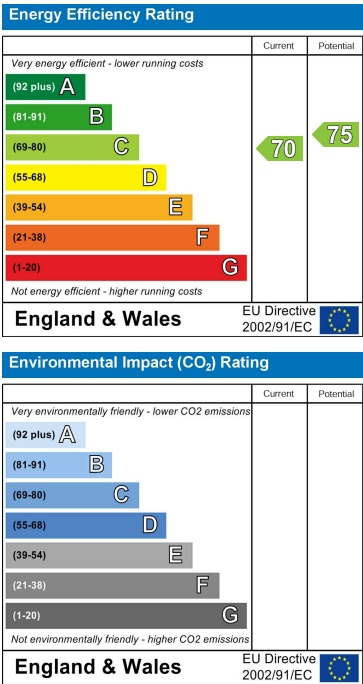 Energy Efficiency Rating
Current Potential
Very energy efficient - lower running costs
(92 plus) A
(81-91) B
(69-80) C
70 75
(55-68) D
(39-54) E
(21-38) F
(1-20) G
Not energy efficient - higher running costs
England & Wales
EU Directive
2002/91/EC
Environmental Impact (CO₂) Rating
Current Potential
Very environmentally friendly - lower CO2 emissions
(92 plus) A
(81-91) B
(69-80) C
(55-68) D
(39-54) E
(21-38) F
(1-20) G
Not environmentally friendly - higher CO2 emissions
England & Wales
EU Directive
2002/91/EC